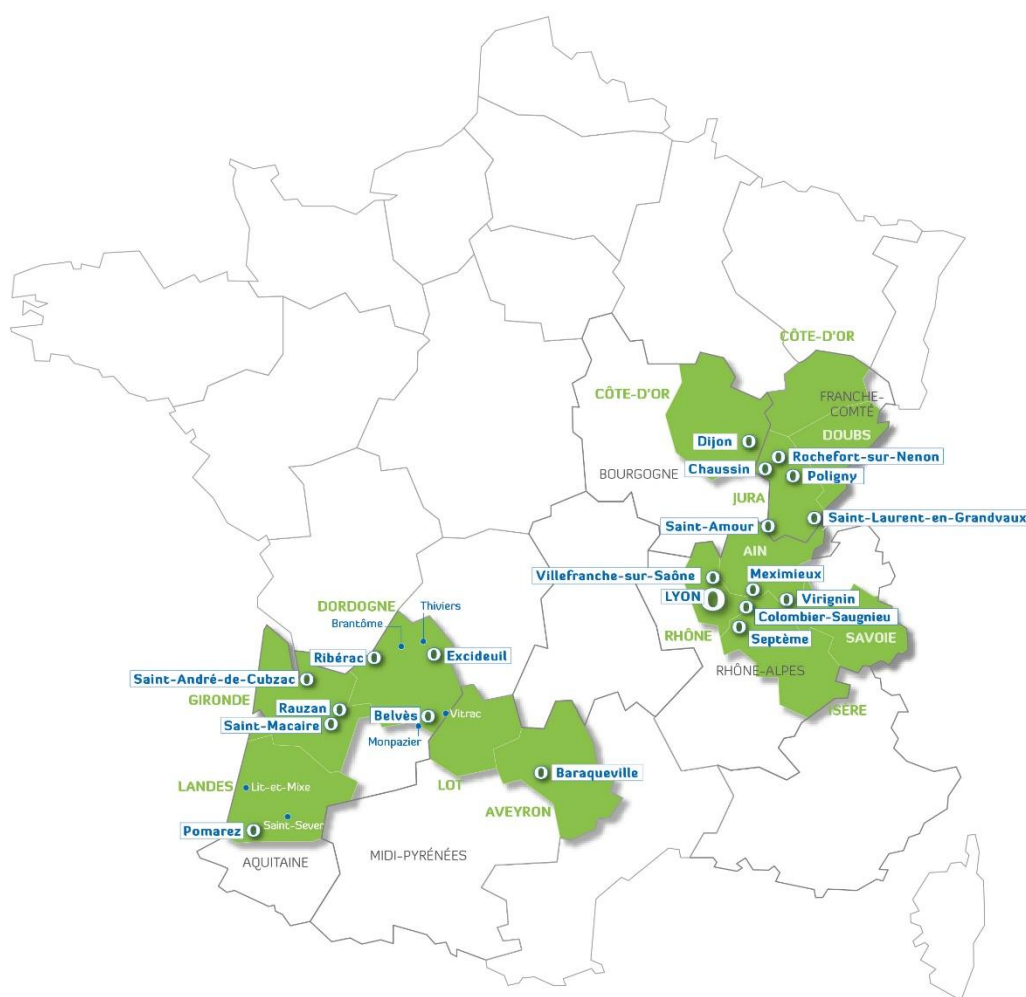 CÔTE-D'OR
CÔTE-D'OR
FRANCHE-
COMTÉ
DOUBS
Dijon
Rochefort-sur-Nenon
BOURGOGNE
Chaussin
Poligny
JURA
Saint-Amour
Saint-Laurent-en-Grandvaux
AIN
Villefranche-sur-Saône
Meximieux
LYON
Virignin
Colombier-Saugnieu
RHÔNE
Septème
SAVOIE
RHÔNE-ALPES
ISÈRE
DORDOGNE
Thiviers
Brantôme
Ribérac
Excideuil
Saint-André-de-Cubzac
GIRONDE
Rauzan
Belvès
Vitrac
Saint-Macaire
Monpazier
Baraqueville
LANDES
Lit-et-Mixe
LOT
AVEYRON
Saint-Sever
Pomarez
AQUITAINE
MIDI-PYRÉNÉES